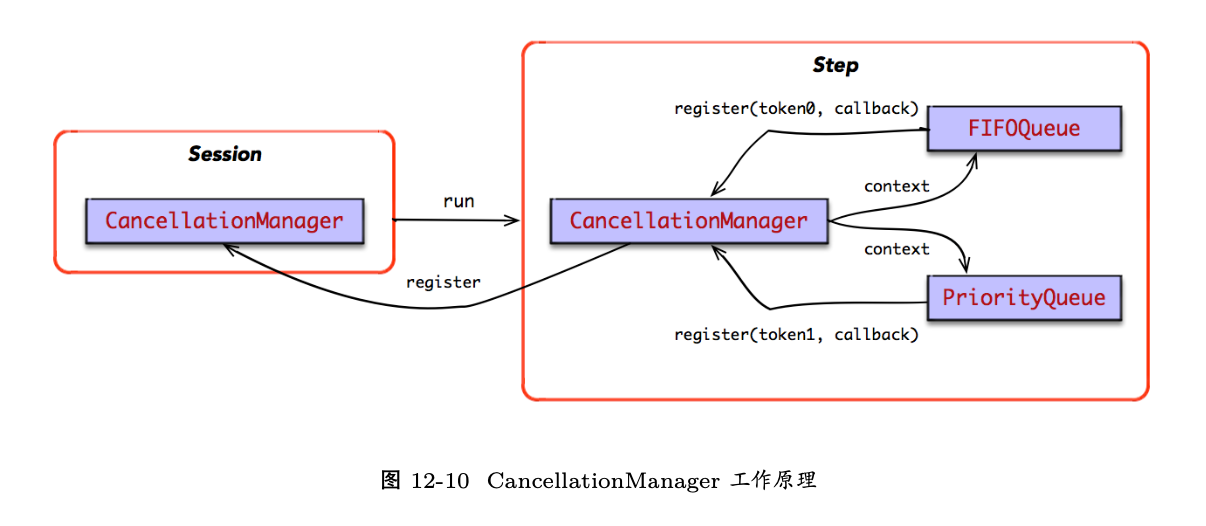 Step
register(token0, callback)
FIFOQueue
Session
context
CancellationManager
run
CancellationManager
context
register
PriorityQueue
register(token1, callback)
图 12-10 CancellationManager 工作原理